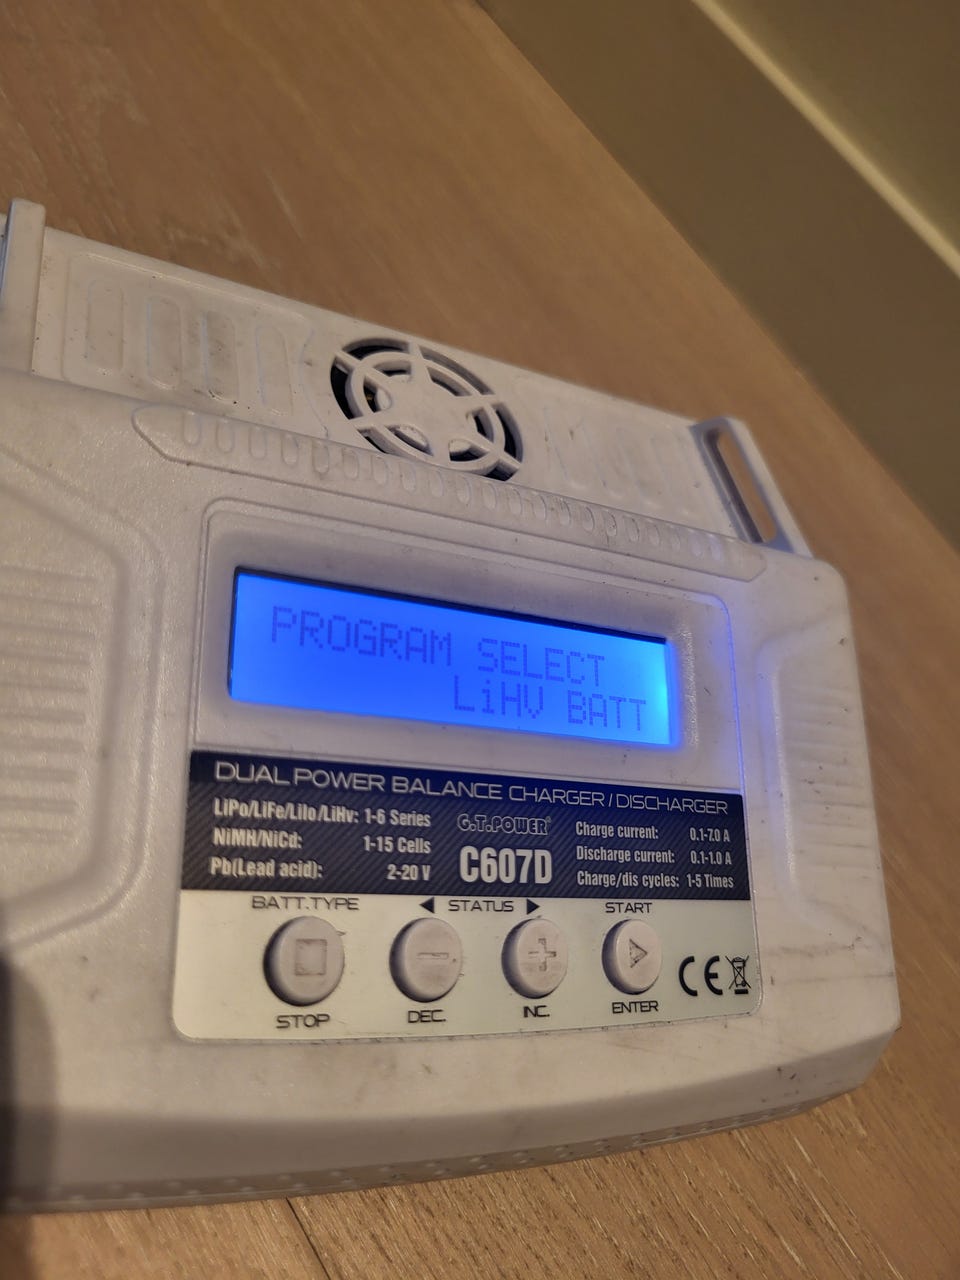 PROGRAM SELECT
LiHV BATT
DUAL POWER BALANCE CHARGER / DISCHARGER
LiPo/LiFe/LiIo/LiHv: 1-6 Series
NiMH/NiCd: 1-15 Cells
Pb(Lead acid): 2-20 V
G.T.POWER®
C607D
Charge current: 0.1-7.0 A
Discharge current: 0.1-1.0 A
Charge/dis cycles: 1-5 Times
BATT.TYPE
◀ STATUS ▶
START
STOP
DEC.
INC.
ENTER
CE